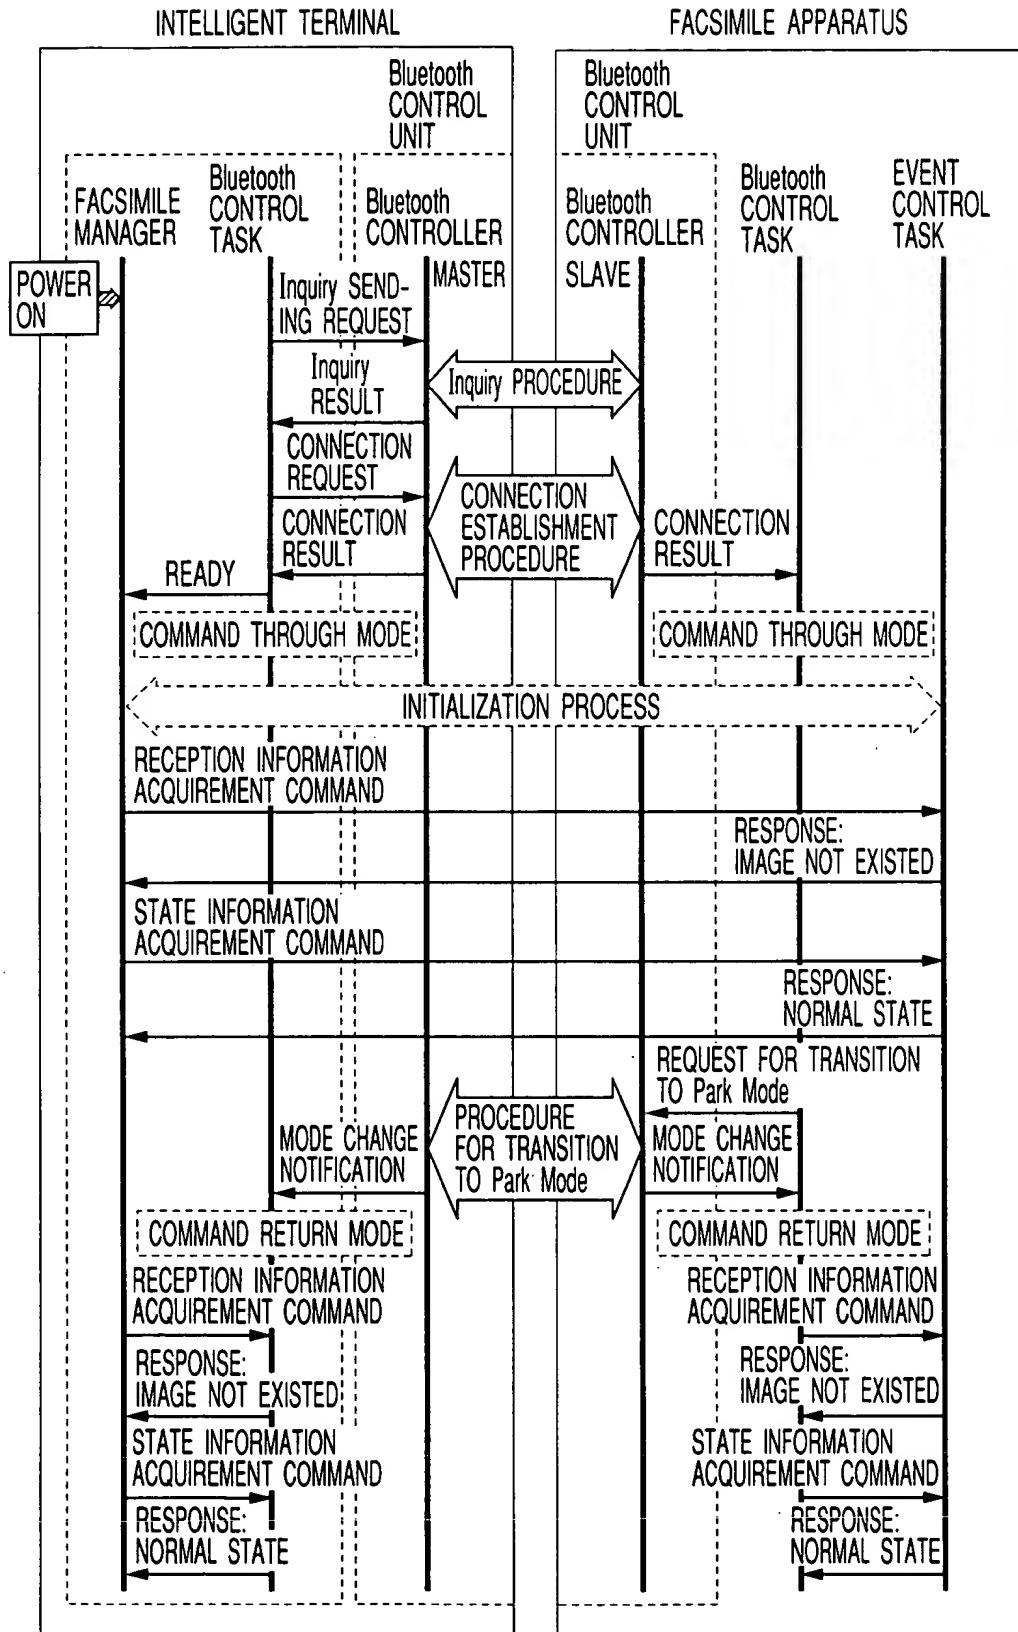 INTELLIGENT TERMINAL
FACSIMILE APPARATUS
Bluetooth
CONTROL
UNIT
Bluetooth
CONTROL
UNIT
FACSIMILE
MANAGER
Bluetooth
CONTROL
TASK
Bluetooth
CONTROLLER
Bluetooth
CONTROLLER
Bluetooth
CONTROL
TASK
EVENT
CONTROL
TASK
POWER
ON
MASTER
SLAVE
Inquiry SEND-
ING REQUEST
Inquiry PROCEDURE
Inquiry
RESULT
CONNECTION
REQUEST
CONNECTION
ESTABLISHMENT
PROCEDURE
CONNECTION
RESULT
CONNECTION
RESULT
READY
COMMAND THROUGH MODE
COMMAND THROUGH MODE
INITIALIZATION PROCESS
RECEPTION INFORMATION
ACQUIREMENT COMMAND
RESPONSE:
IMAGE NOT EXISTED
STATE INFORMATION
ACQUIREMENT COMMAND
RESPONSE:
NORMAL STATE
REQUEST FOR TRANSITION
TO Park Mode
PROCEDURE
FOR TRANSITION
TO Park Mode
MODE CHANGE
NOTIFICATION
MODE CHANGE
NOTIFICATION
COMMAND RETURN MODE
COMMAND RETURN MODE
RECEPTION INFORMATION
ACQUIREMENT COMMAND
RECEPTION INFORMATION
ACQUIREMENT COMMAND
RESPONSE:
IMAGE NOT EXISTED
RESPONSE:
IMAGE NOT EXISTED
STATE INFORMATION
ACQUIREMENT COMMAND
STATE INFORMATION
ACQUIREMENT COMMAND
RESPONSE:
NORMAL STATE
RESPONSE:
NORMAL STATE